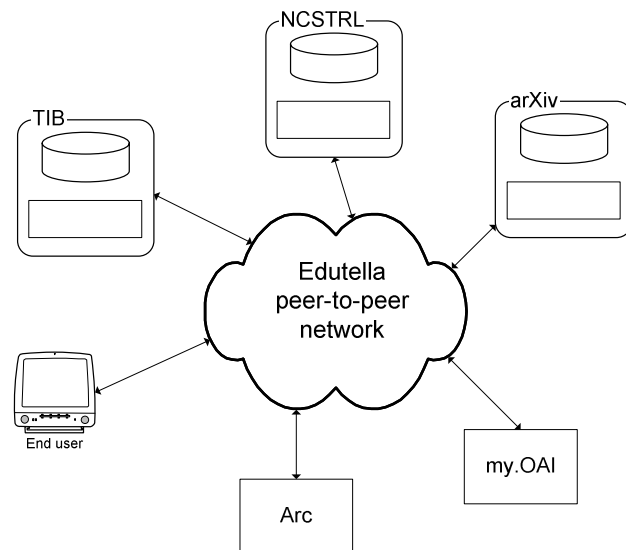 NCSTRL
arXiv
TIB
Edutella
peer-to-peer
network
End user
my.OAI
Arc